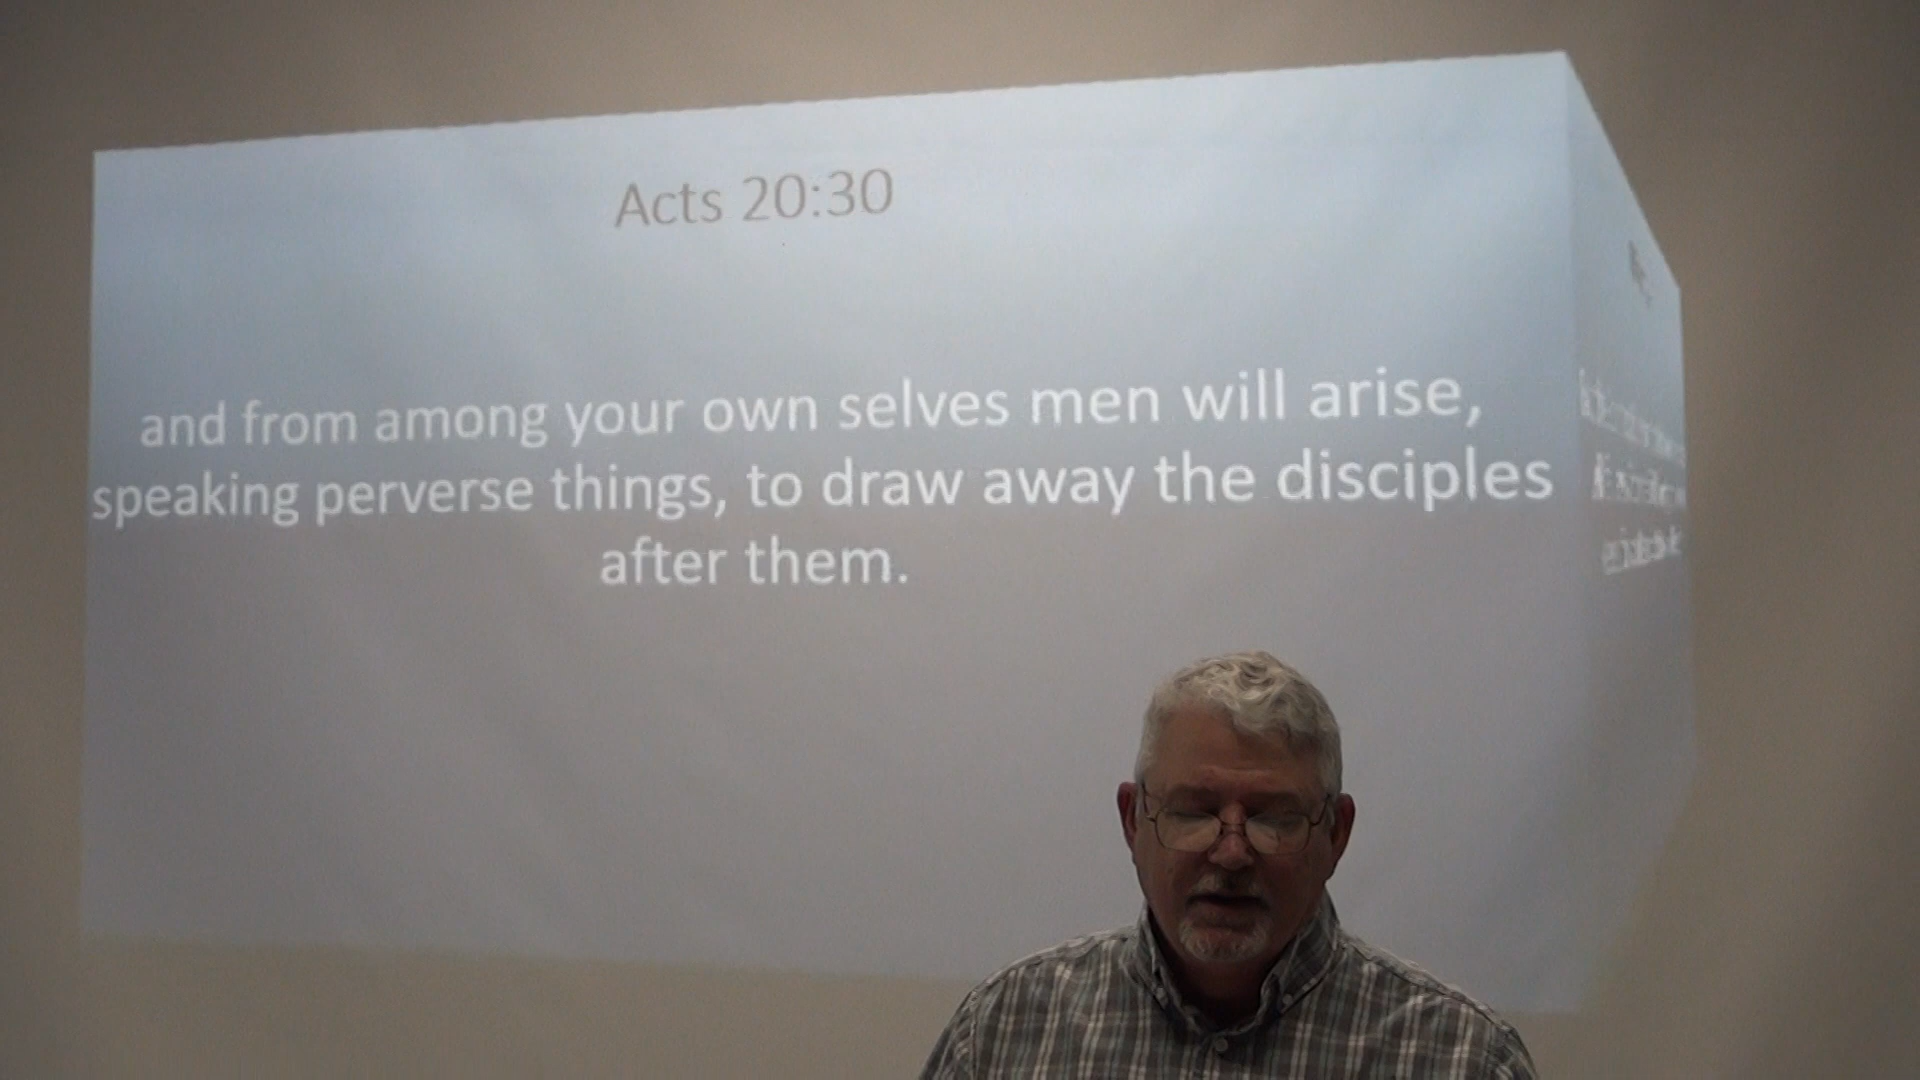 Acts 20:30
and from among your own selves men will arise,
speaking perverse things, to draw away the disciples
after them.